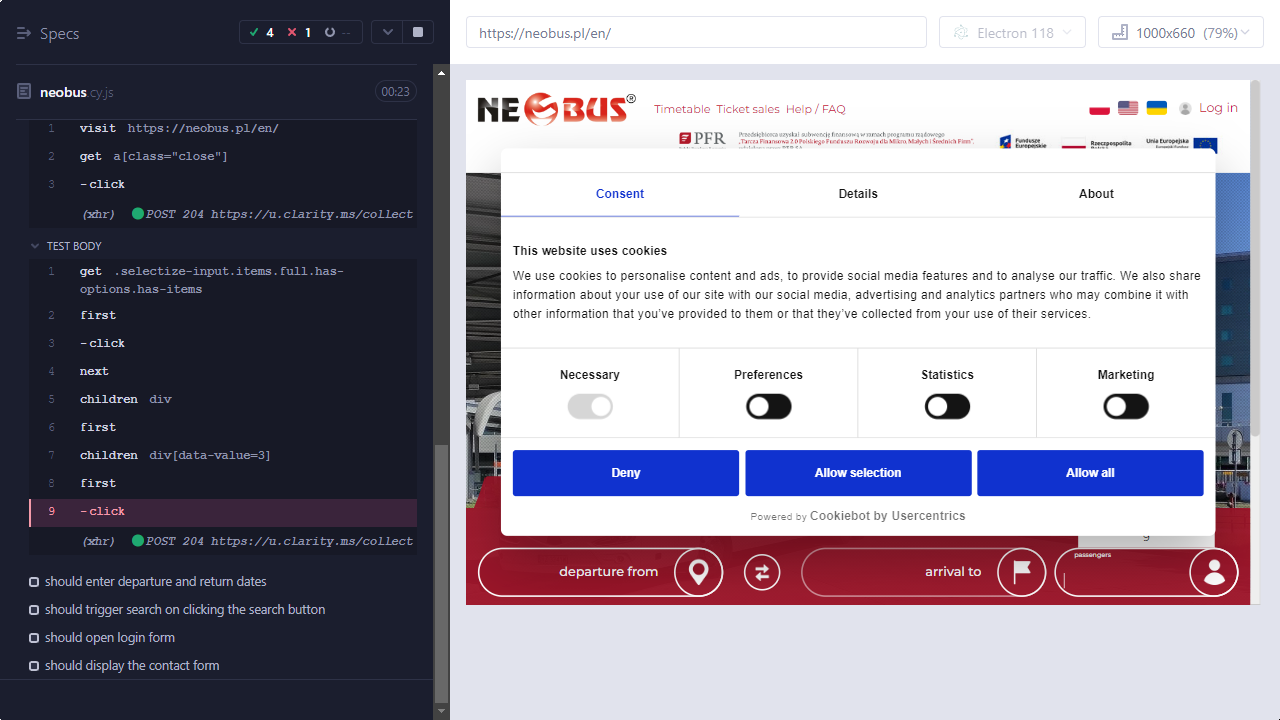 Specs
4
1
--
neobus.cy.js
00:23
1 visit https://neobus.pl/en/
2 get a[class="close"]
3 -click
(xhr) POST 204 https://u.clarity.ms/collect
TEST BODY
1 get .selectize-input.items.full.has-
options.has-items
2 first
3 -click
4 next
5 children div
6 first
7 children div[data-value=3]
8 first
9 -click
(xhr) POST 204 https://u.clarity.ms/collect
should enter departure and return dates
should trigger search on clicking the search button
should open login form
should display the contact form
https://neobus.pl/en/
Electron 118
1000x660 (79%)
NEOBUS®
Timetable Ticket sales Help / FAQ
Log in
PFR
Przedsiębiorca uzyskał subwencję finansową w ramach programu rządowego
„Tarcza Finansowa 2.0 Polskiego Funduszu Rozwoju dla Mikro, Małych i Średnich Firm",
Fundusze
Europejskie
Rzeczpospolita
Unia Europejska
Consent
Details
About
This website uses cookies
We use cookies to personalise content and ads, to provide social media features and to analyse our traffic. We also share
information about your use of our site with our social media, advertising and analytics partners who may combine it with
other information that you've provided to them or that they've collected from your use of their services.
Necessary
Preferences
Statistics
Marketing
Deny
Allow selection
Allow all
Powered by Cookiebot by Usercentrics
9
departure from
arrival to
passengers